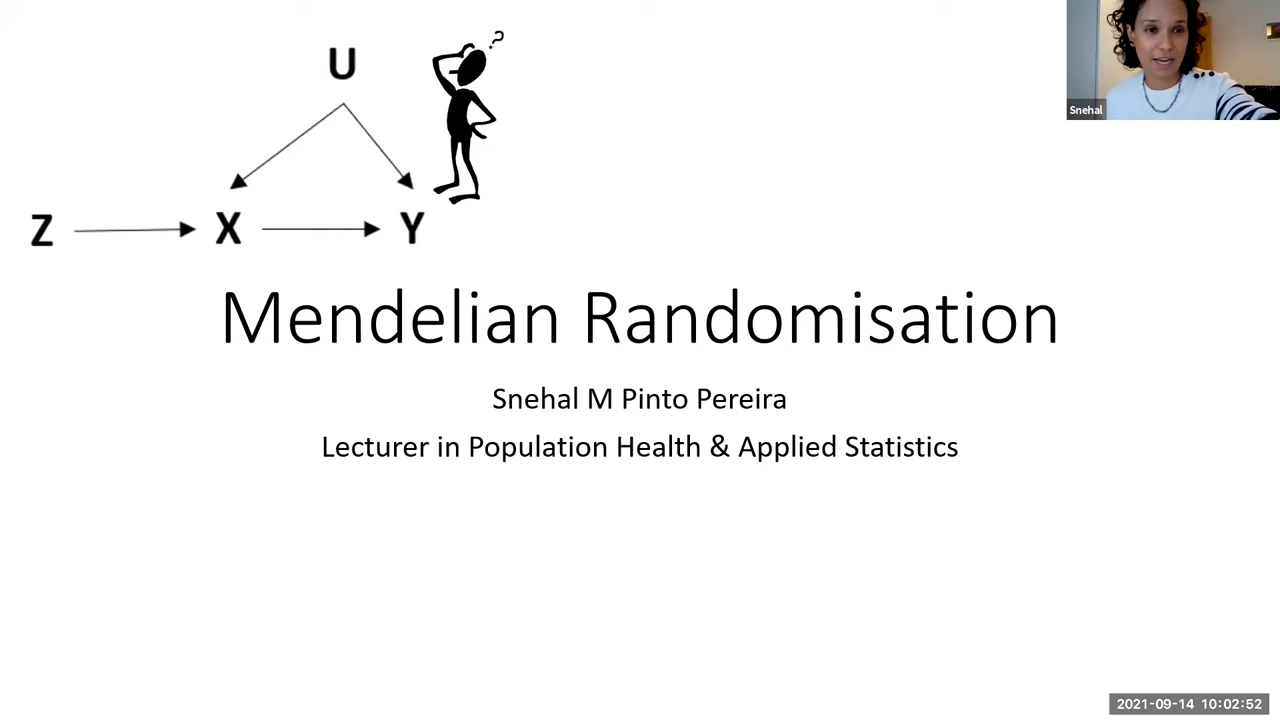 U
?
Z X Y
Snehal
Mendelian Randomisation
Snehal M Pinto Pereira
Lecturer in Population Health & Applied Statistics
2021-09-14 10:02:52